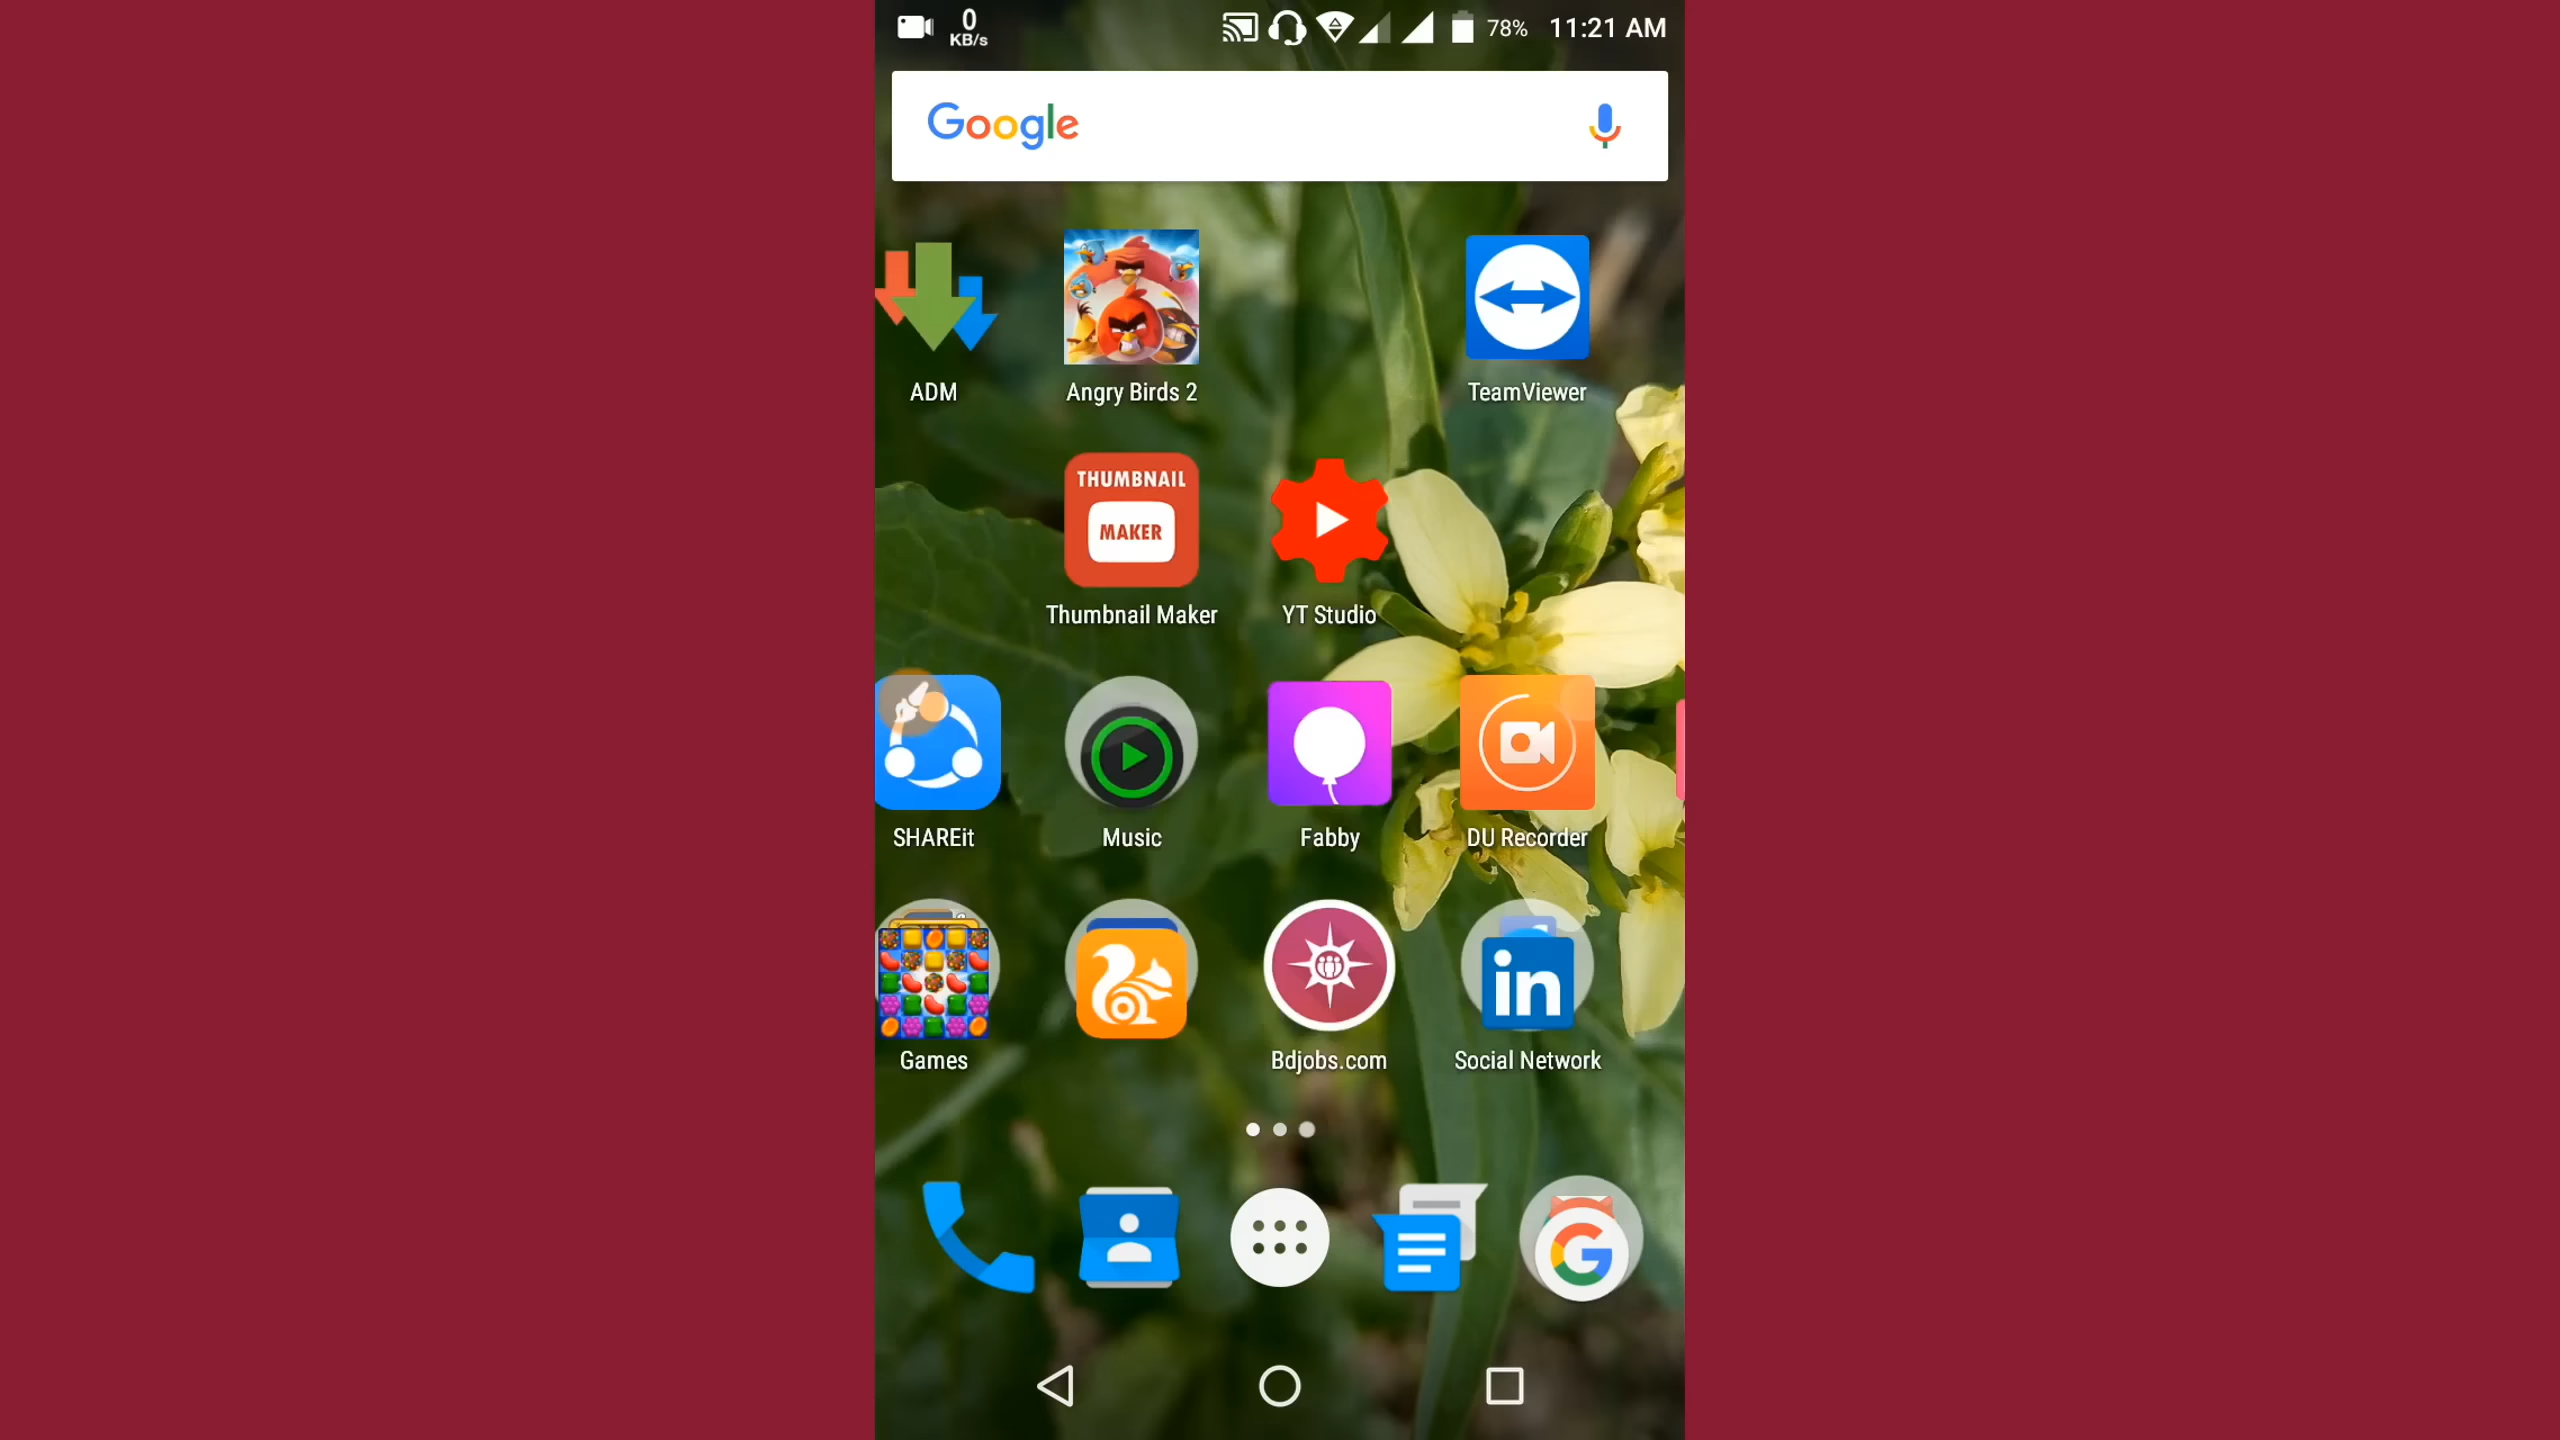 0
KB/s
78%
11:21 AM
Google
ADM
Angry Birds 2
TeamViewer
THUMBNAIL
MAKER
Thumbnail Maker
YT Studio
SHAREit
Music
Fabby
DU Recorder
in
Games
Bdjobs.com
Social Network
G